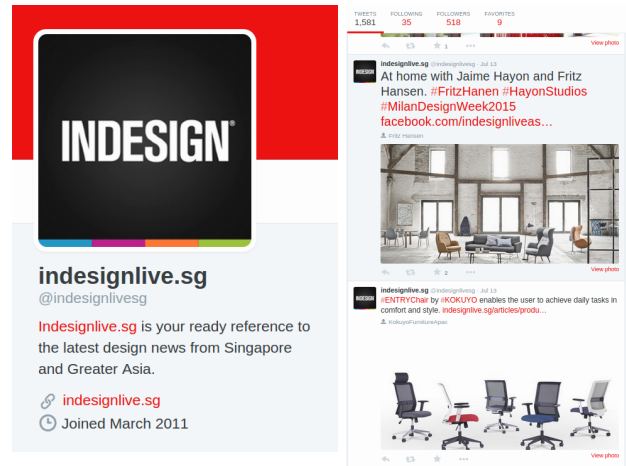 INDESIGN®
indesignlive.sg
@indesignlivesg
Indesignlive.sg is your ready reference to
the latest design news from Singapore
and Greater Asia.
indesignlive.sg
Joined March 2011
TWEETS FOLLOWING FOLLOWERS FAVORITES
1,581 35 518 9
1
View photo
INDESIGN
indesignlive.sg @indesignlivesg · Jul 13
At home with Jaime Hayon and Fritz
Hansen. #FritzHanen #HayonStudios
#MilanDesignWeek2015
facebook.com/indesignliveas…
Fritz Hansen
2
View photo
INDESIGN
indesignlive.sg @indesignlivesg · Jul 13
#ENTRYChair by #KOKUYO enables the user to achieve daily tasks in
comfort and style. indesignlive.sg/articles/produ…
KokuyoFurnitureApac
View photo